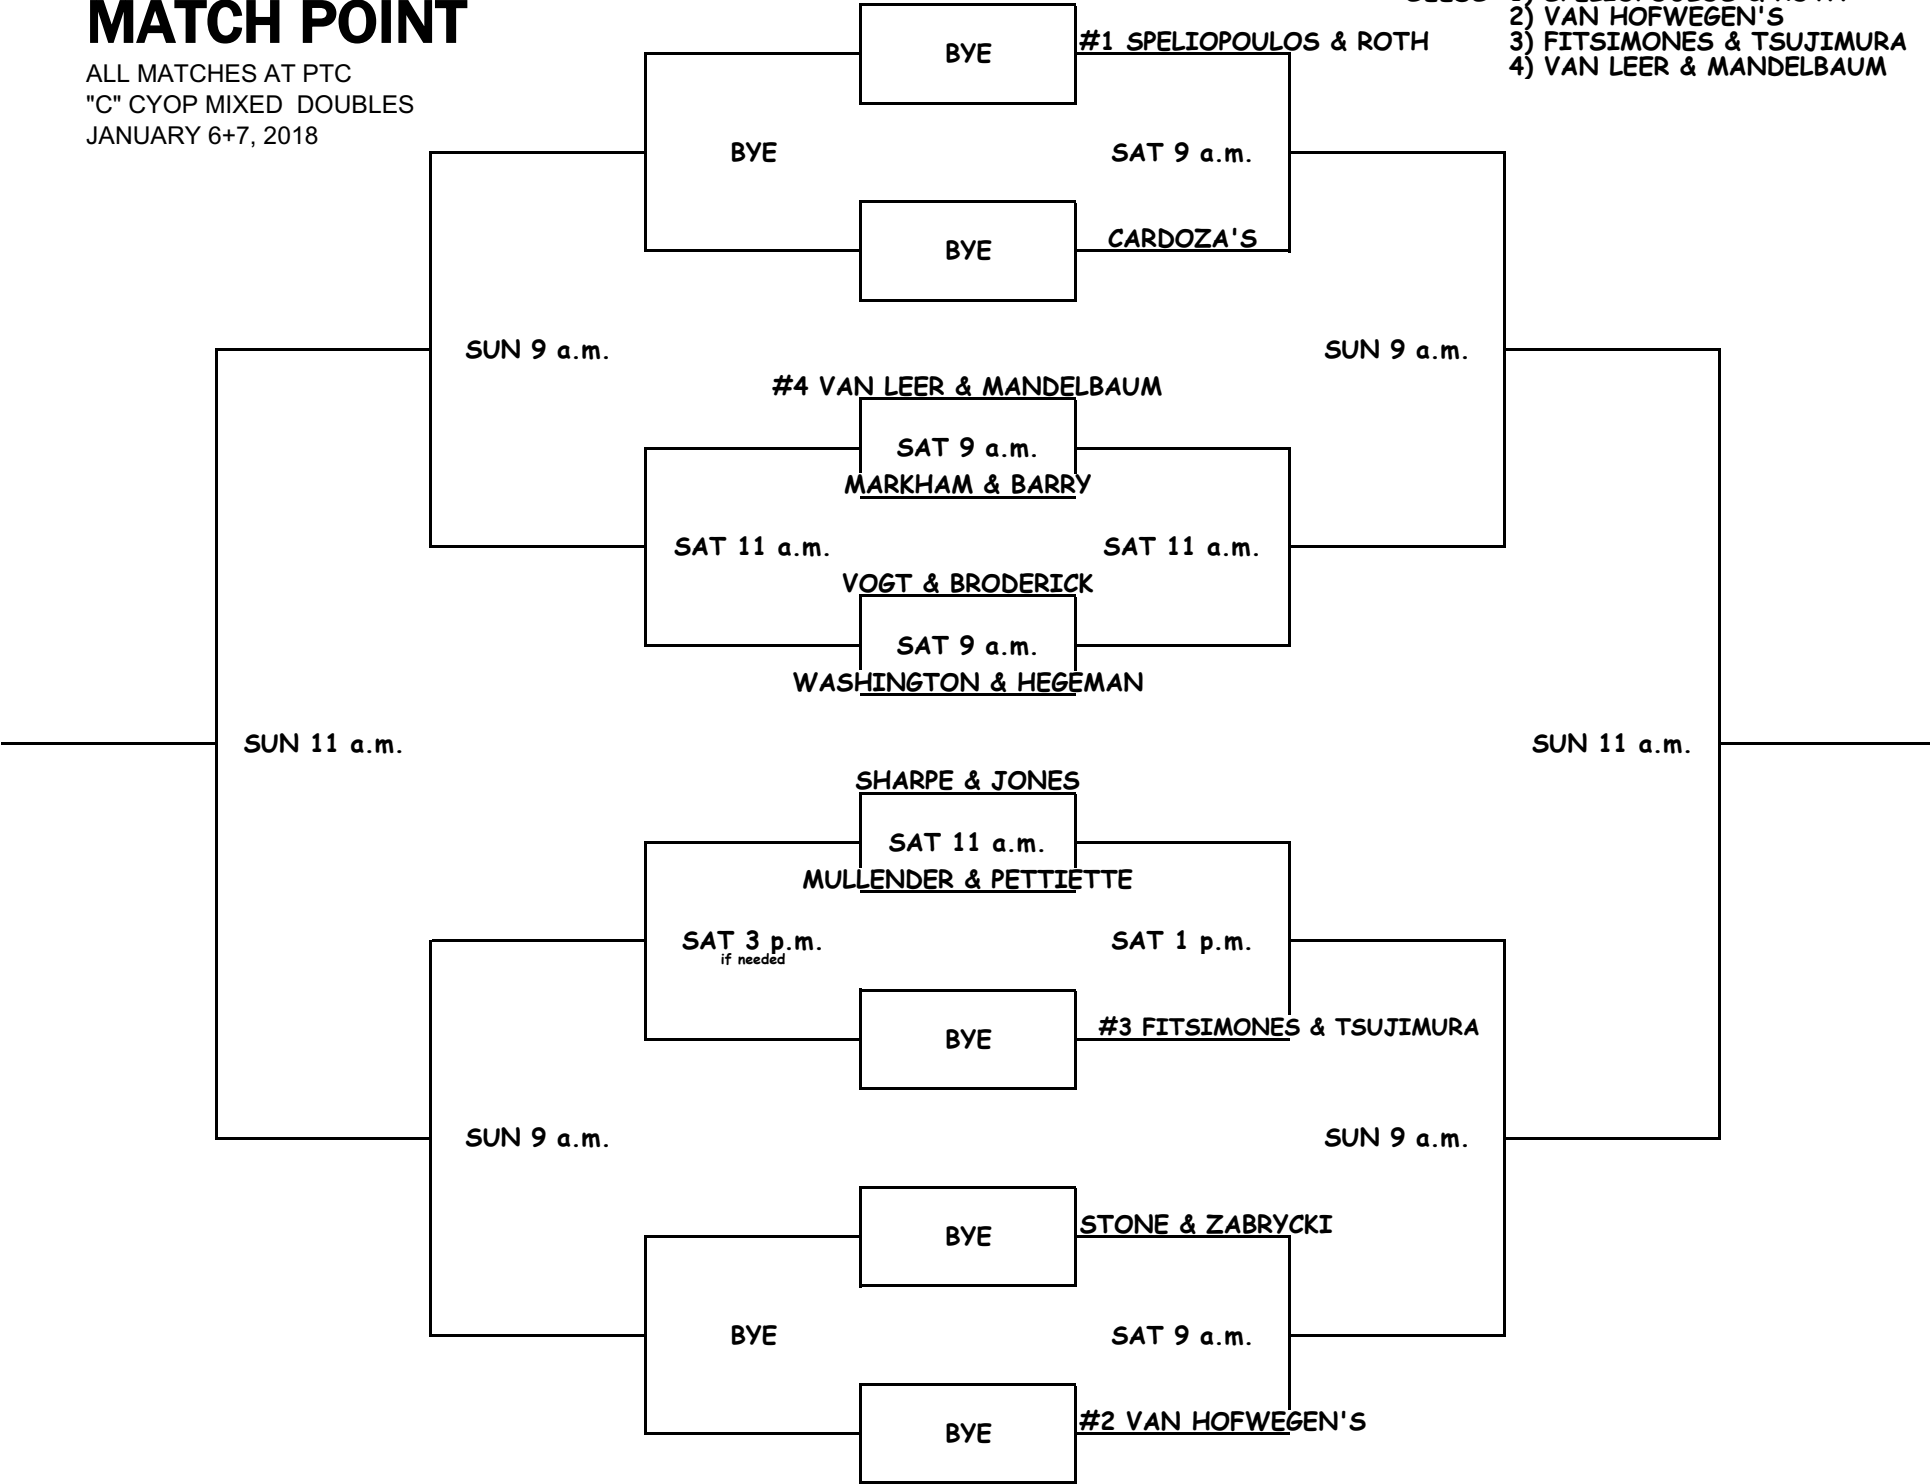 MATCH POINT
ALL MATCHES AT PTC
"C" CYOP MIXED DOUBLES
JANUARY 6+7, 2018
2) VAN HOFWEGEN'S
3) FITSIMONES & TSUJIMURA
4) VAN LEER & MANDELBAUM
BYE
#1 SPELIOPOULOS & ROTH
BYE
SAT 9 a.m.
BYE
CARDOZA'S
SUN 9 a.m.
SUN 9 a.m.
#4 VAN LEER & MANDELBAUM
SAT 9 a.m.
MARKHAM & BARRY
SAT 11 a.m.
SAT 11 a.m.
VOGT & BRODERICK
SAT 9 a.m.
WASHINGTON & HEGEMAN
SUN 11 a.m.
SUN 11 a.m.
SHARPE & JONES
SAT 11 a.m.
MULLENDER & PETTIETTE
SAT 3 p.m.
if needed
SAT 1 p.m.
BYE
#3 FITSIMONES & TSUJIMURA
SUN 9 a.m.
SUN 9 a.m.
BYE
STONE & ZABRYCKI
BYE
SAT 9 a.m.
BYE
#2 VAN HOFWEGEN'S